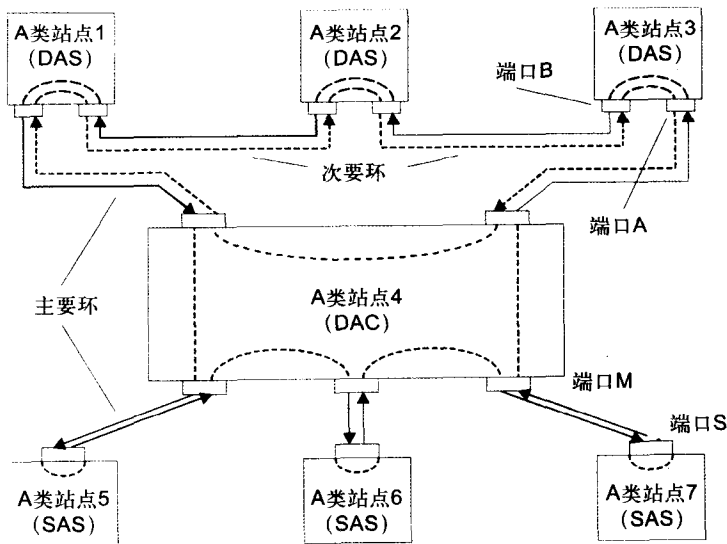 A类站点1
(DAS)
A类站点2
(DAS)
A类站点3
(DAS)
端口B
次要环
端口A
主要环
A类站点4
(DAC)
端口M
端口S
A类站点5
(SAS)
A类站点6
(SAS)
A类站点7
(SAS)